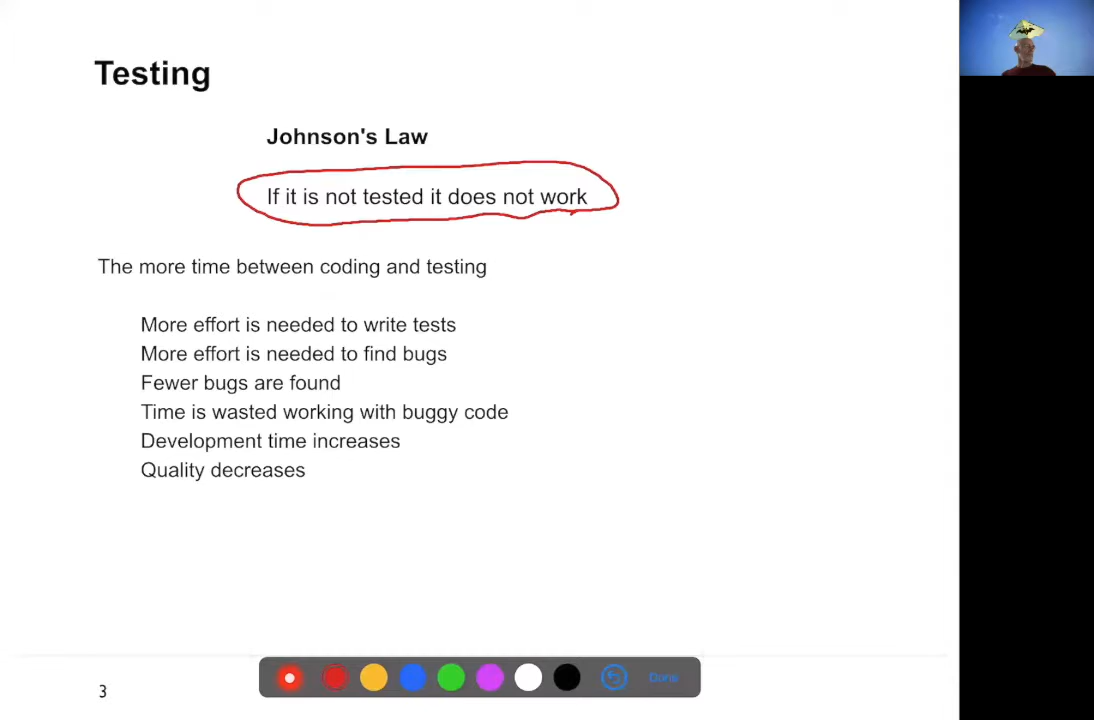 Testing
Johnson's Law
If it is not tested it does not work
The more time between coding and testing
More effort is needed to write tests
More effort is needed to find bugs
Fewer bugs are found
Time is wasted working with buggy code
Development time increases
Quality decreases
3
Done